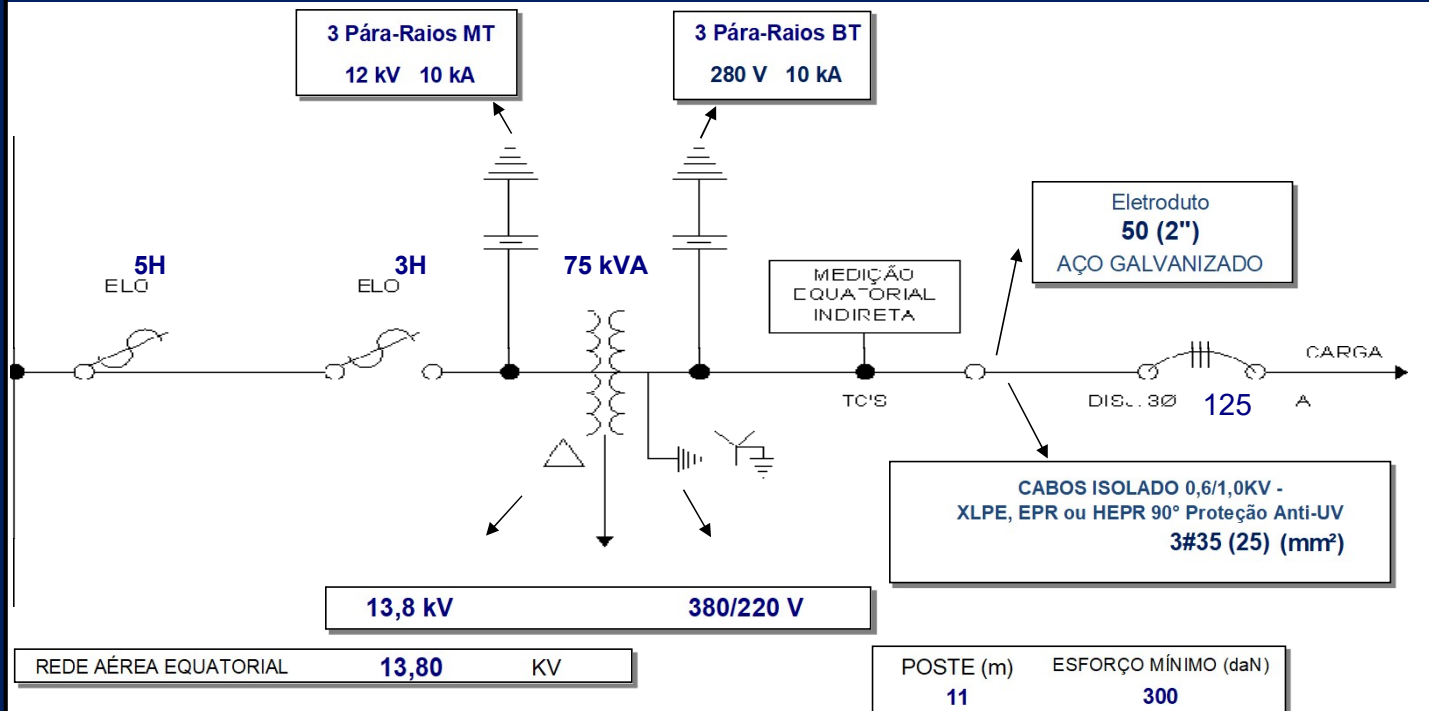 3 Pára-Raios MT
12 kV 10 kA
3 Pára-Raios BT
280 V 10 kA
Eletroduto
50 (2")
AÇO GALVANIZADO
5H
ELO
3H
ELO
75 kVA
MEDIÇÃO
EQUATORIAL
INDIRETA
TC'S
DISJ. 3Ø 125 A
CARGA
CABOS ISOLADO 0,6/1,0KV -
XLPE, EPR ou HEPR 90° Proteção Anti-UV
3#35 (25) (mm²)
13,8 kV 380/220 V
REDE AÉREA EQUATORIAL 13,80 KV
POSTE (m) ESFORÇO MÍNIMO (daN)
11 300